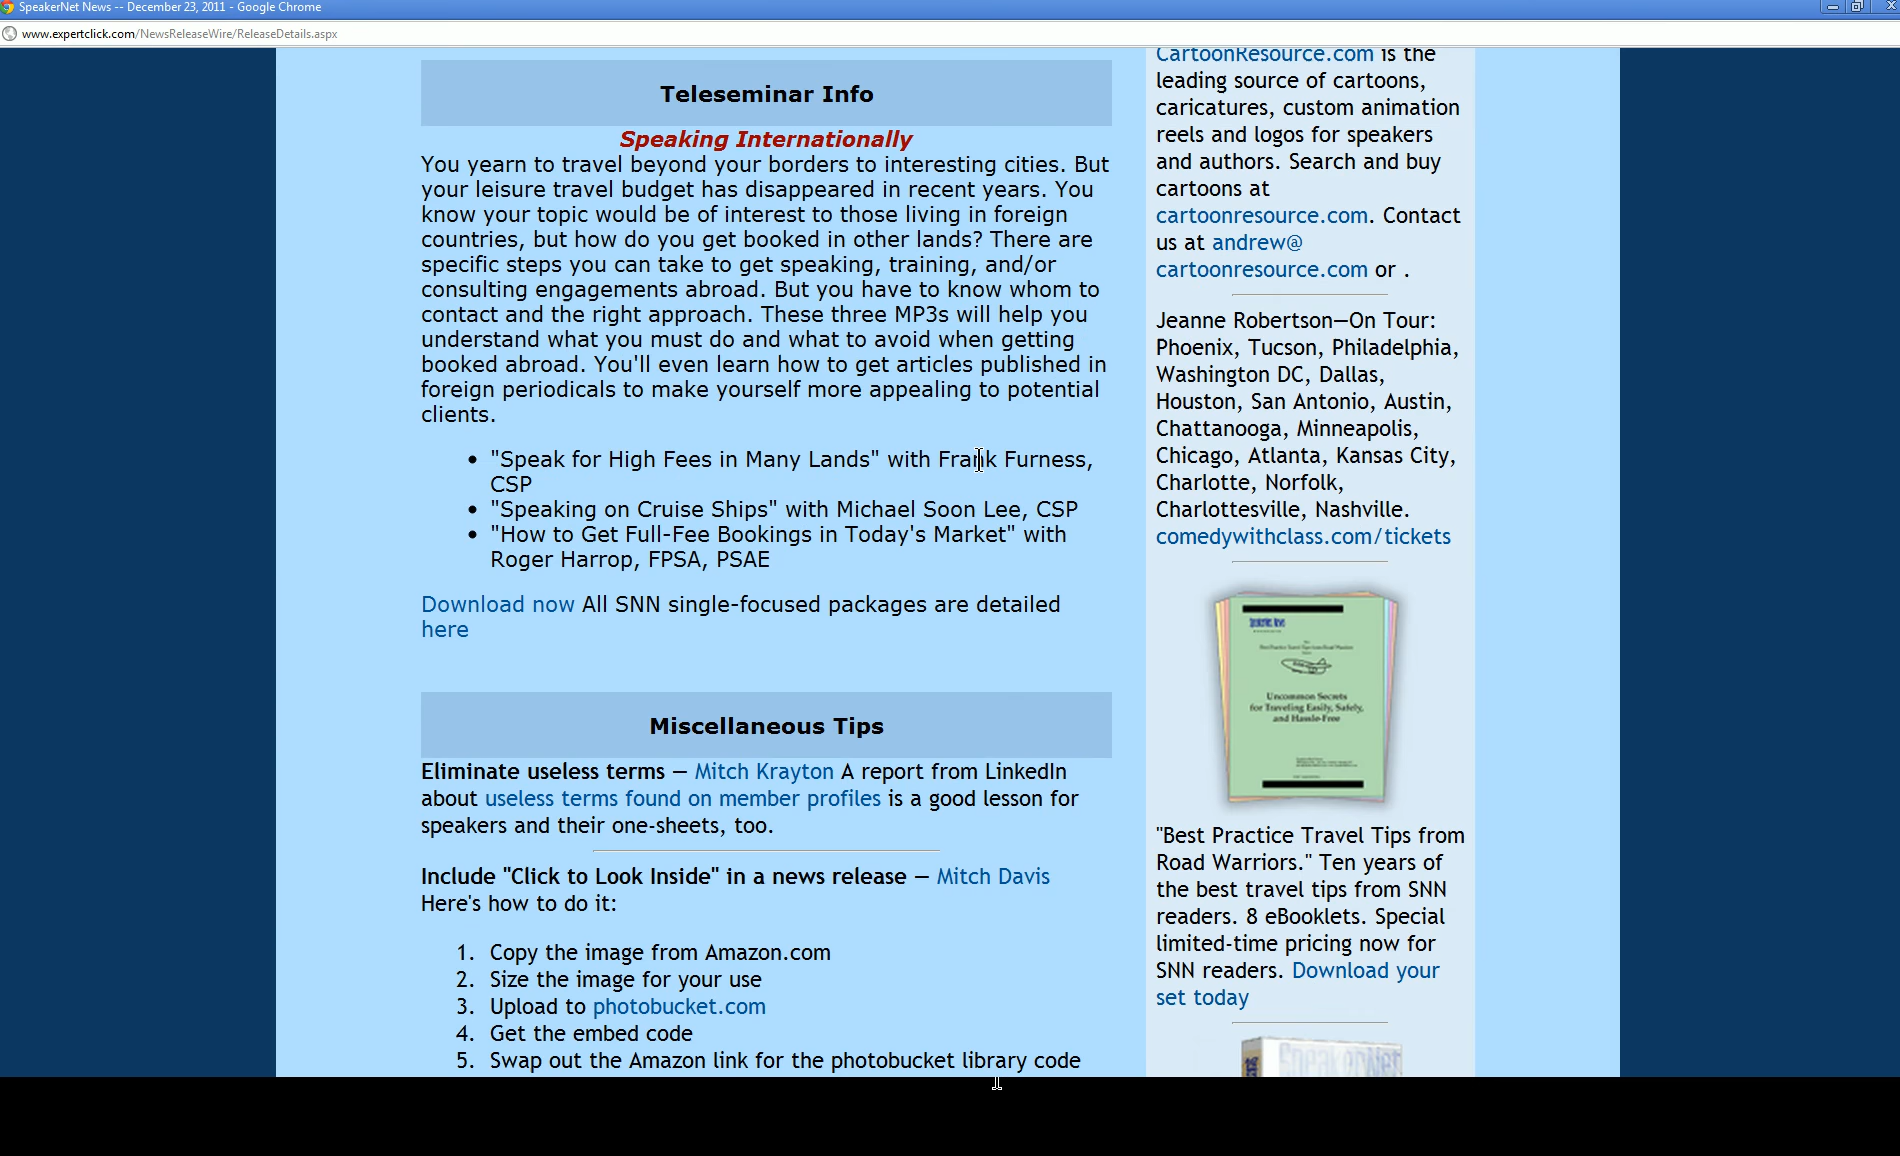 SpeakerNet News -- December 23, 2011 - Google Chrome
www.expertclick.com/NewsReleaseWire/ReleaseDetails.aspx
Teleseminar Info
Speaking Internationally
You yearn to travel beyond your borders to interesting cities. But
your leisure travel budget has disappeared in recent years. You
know your topic would be of interest to those living in foreign
countries, but how do you get booked in other lands? There are
specific steps you can take to get speaking, training, and/or
consulting engagements abroad. But you have to know whom to
contact and the right approach. These three MP3s will help you
understand what you must do and what to avoid when getting
booked abroad. You'll even learn how to get articles published in
foreign periodicals to make yourself more appealing to potential
clients.
• "Speak for High Fees in Many Lands" with Frank Furness,
CSP
• "Speaking on Cruise Ships" with Michael Soon Lee, CSP
• "How to Get Full-Fee Bookings in Today's Market" with
Roger Harrop, FPSA, PSAE
Download now All SNN single-focused packages are detailed
here
Miscellaneous Tips
Eliminate useless terms — Mitch Krayton A report from LinkedIn
about useless terms found on member profiles is a good lesson for
speakers and their one-sheets, too.
Include "Click to Look Inside" in a news release — Mitch Davis
Here's how to do it:
1. Copy the image from Amazon.com
2. Size the image for your use
3. Upload to photobucket.com
4. Get the embed code
5. Swap out the Amazon link for the photobucket library code
CartoonResource.com is the
leading source of cartoons,
caricatures, custom animation
reels and logos for speakers
and authors. Search and buy
cartoons at
cartoonresource.com. Contact
us at andrew@
cartoonresource.com or .
Jeanne Robertson—On Tour:
Phoenix, Tucson, Philadelphia,
Washington DC, Dallas,
Houston, San Antonio, Austin,
Chattanooga, Minneapolis,
Chicago, Atlanta, Kansas City,
Charlotte, Norfolk,
Charlottesville, Nashville.
comedywithclass.com/tickets
SpeakerNet News
Uncommon Secrets
for Traveling Easily, Safely,
and Hassle-Free
"Best Practice Travel Tips from
Road Warriors." Ten years of
the best travel tips from SNN
readers. 8 eBooklets. Special
limited-time pricing now for
SNN readers. Download your
set today
SpeakerNet